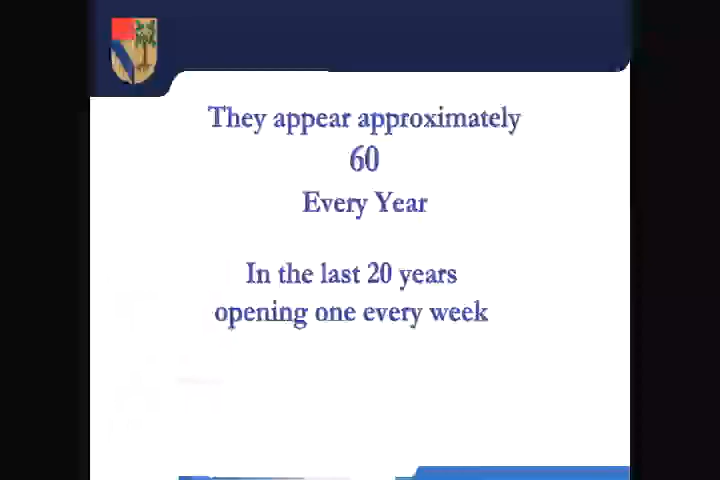 They appear approximately
60
Every Year
In the last 20 years
opening one every week